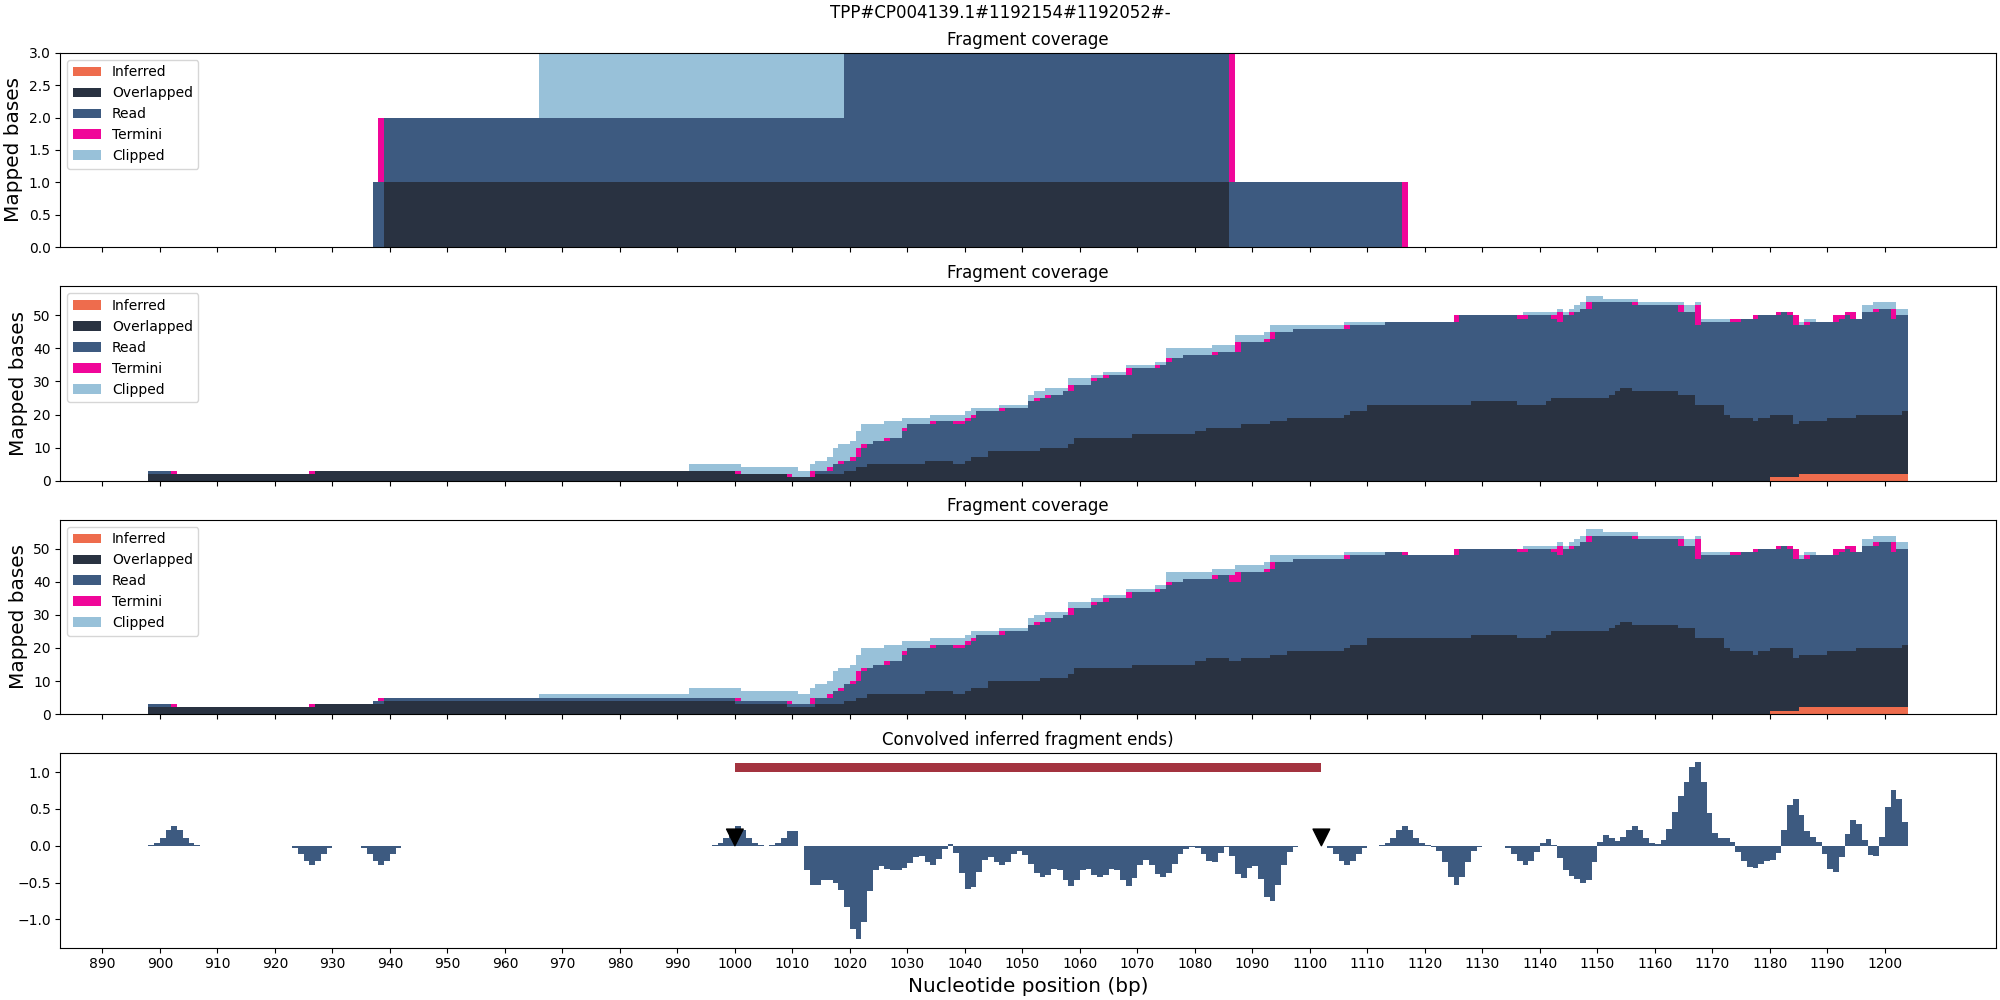 TPP#CP004139.1#1192154#1192052#-
Fragment coverage
Mapped bases
3.0
2.5
2.0
1.5
1.0
0.5
0.0
Inferred
Overlapped
Read
Termini
Clipped
Fragment coverage
Mapped bases
50
40
30
20
10
0
Inferred
Overlapped
Read
Termini
Clipped
Fragment coverage
Mapped bases
50
40
30
20
10
0
Inferred
Overlapped
Read
Termini
Clipped
Convolved inferred fragment ends)
1.0
0.5
0.0
−0.5
−1.0
890 900 910 920 930 940 950 960 970 980 990 1000 1010 1020 1030 1040 1050 1060 1070 1080 1090 1100 1110 1120 1130 1140 1150 1160 1170 1180 1190 1200
Nucleotide position (bp)